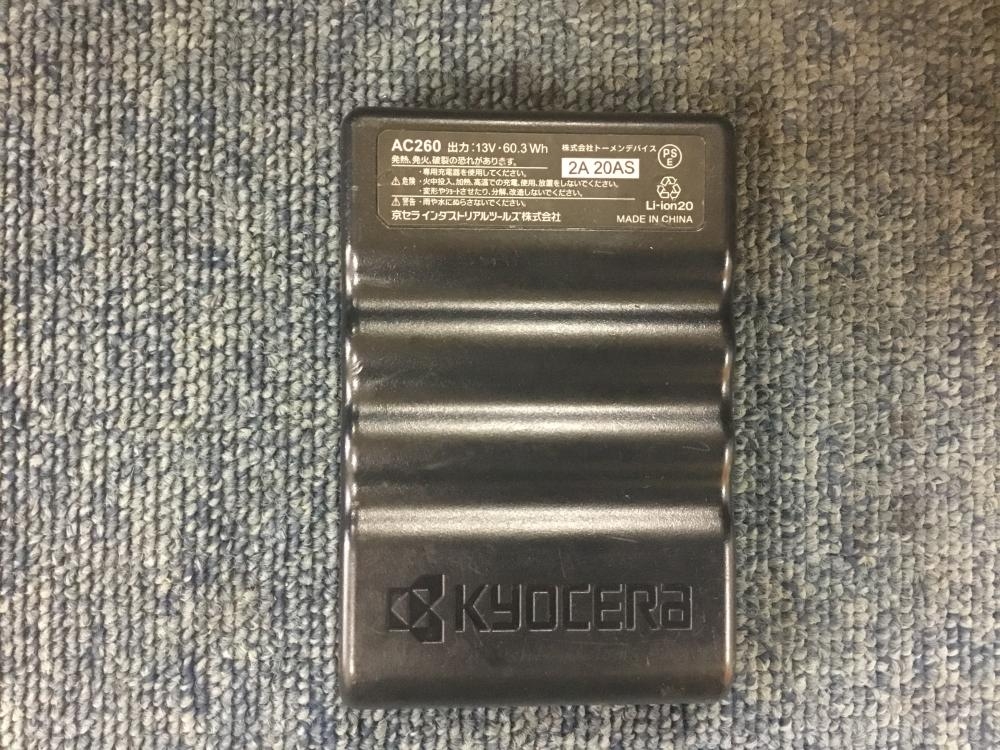 AC260 出力:13V・60.3Wh 株式会社トーメンデバイス PSE
発熱、発火、破裂の恐れがあります。
2A 20AS
⚠危険・専用充電器を使用してください。
・火中投入、加熱、高温での充電、使用、放置をしないでください。
・変形やショートさせたり、分解、改造しないでください。
⚠警告・雨や水にぬらさないでください。
Li-ion20
京セラインダストリアルツールズ株式会社 MADE IN CHINA
KYOCERA